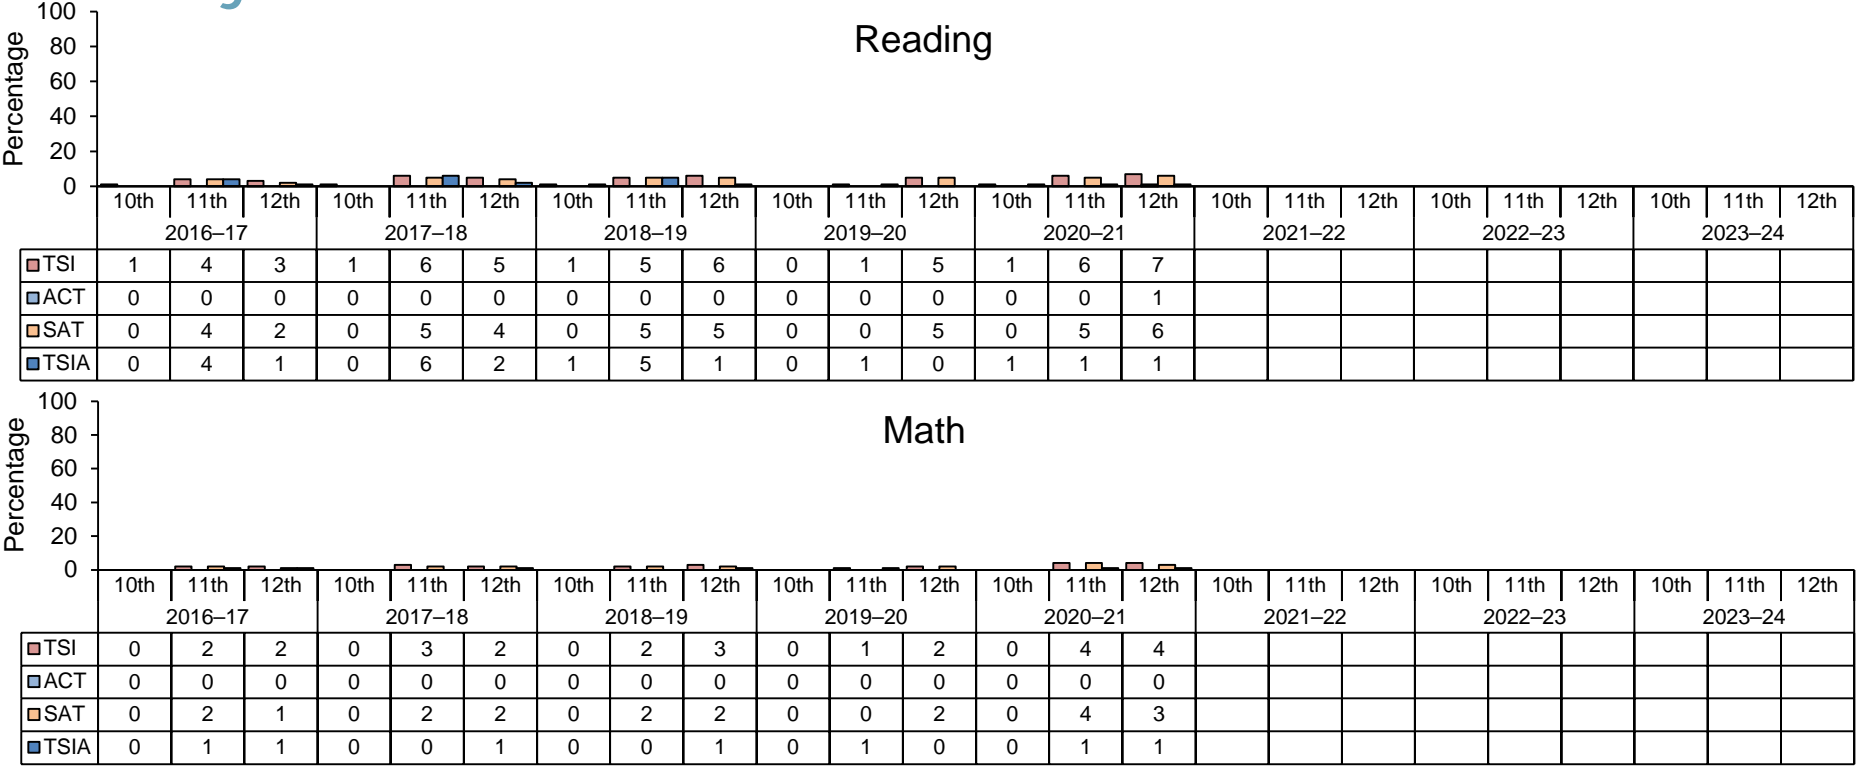 Reading
Percentage
100
80
60
40
20
0
10th 11th 12th 10th 11th 12th 10th 11th 12th 10th 11th 12th 10th 11th 12th 10th 11th 12th 10th 11th 12th 10th 11th 12th
2016–17 2017–18 2018–19 2019–20 2020–21 2021–22 2022–23 2023–24
TSI 1 4 3 1 6 5 1 5 6 0 1 5 1 6 7
ACT 0 0 0 0 0 0 0 0 0 0 0 0 0 0 1
SAT 0 4 2 0 5 4 0 5 5 0 0 5 0 5 6
TSIA 0 4 1 0 6 2 1 5 1 0 1 0 1 1 1
Math
Percentage
100
80
60
40
20
0
10th 11th 12th 10th 11th 12th 10th 11th 12th 10th 11th 12th 10th 11th 12th 10th 11th 12th 10th 11th 12th 10th 11th 12th
2016–17 2017–18 2018–19 2019–20 2020–21 2021–22 2022–23 2023–24
TSI 0 2 2 0 3 2 0 2 3 0 1 2 0 4 4
ACT 0 0 0 0 0 0 0 0 0 0 0 0 0 0 0
SAT 0 2 1 0 2 2 0 2 2 0 0 2 0 4 3
TSIA 0 1 1 0 0 1 0 0 1 0 1 0 0 1 1